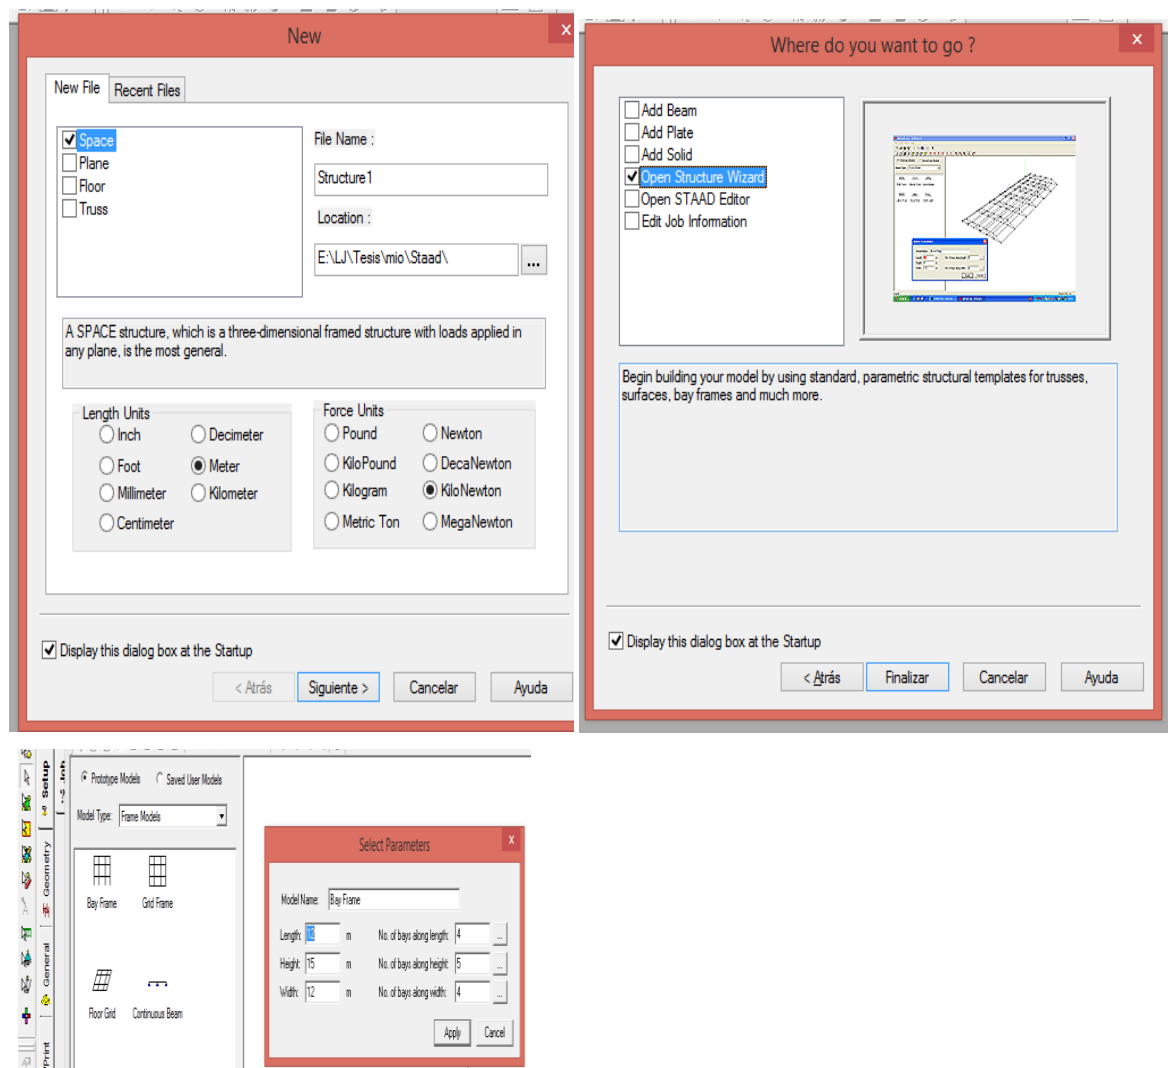 New
x
New File
Recent Files
Space
Plane
Floor
Truss
File Name :
Structure1
Location :
E:\LJ\Tesis\mio\Staad\
...
A SPACE structure, which is a three-dimensional framed structure with loads applied in
any plane, is the most general.
Length Units
Inch
Decimeter
Foot
Meter
Millimeter
Kilometer
Centimeter
Force Units
Pound
Newton
KiloPound
DecaNewton
Kilogram
KiloNewton
Metric Ton
MegaNewton
Display this dialog box at the Startup
< Atrás
Siguiente >
Cancelar
Ayuda
Where do you want to go ?
x
Add Beam
Add Plate
Add Solid
Open Structure Wizard
Open STAAD Editor
Edit Job Information
Begin building your model by using standard, parametric structural templates for trusses,
surfaces, bay frames and much more.
Display this dialog box at the Startup
< Atrás
Finalizar
Cancelar
Ayuda
Setup
Job
Geometry
General
Print
Prototype Models
Saved User Models
Model Type:
Frame Models
Bay Frame
Grid Frame
Floor Grid
Continuous Beam
Select Parameters
x
Model Name:
Bay Frame
Length: 12 m
No. of bays along length: 4 ...
Height: 15 m
No. of bays along height: 5 ...
Width: 12 m
No. of bays along width: 4 ...
Apply
Cancel